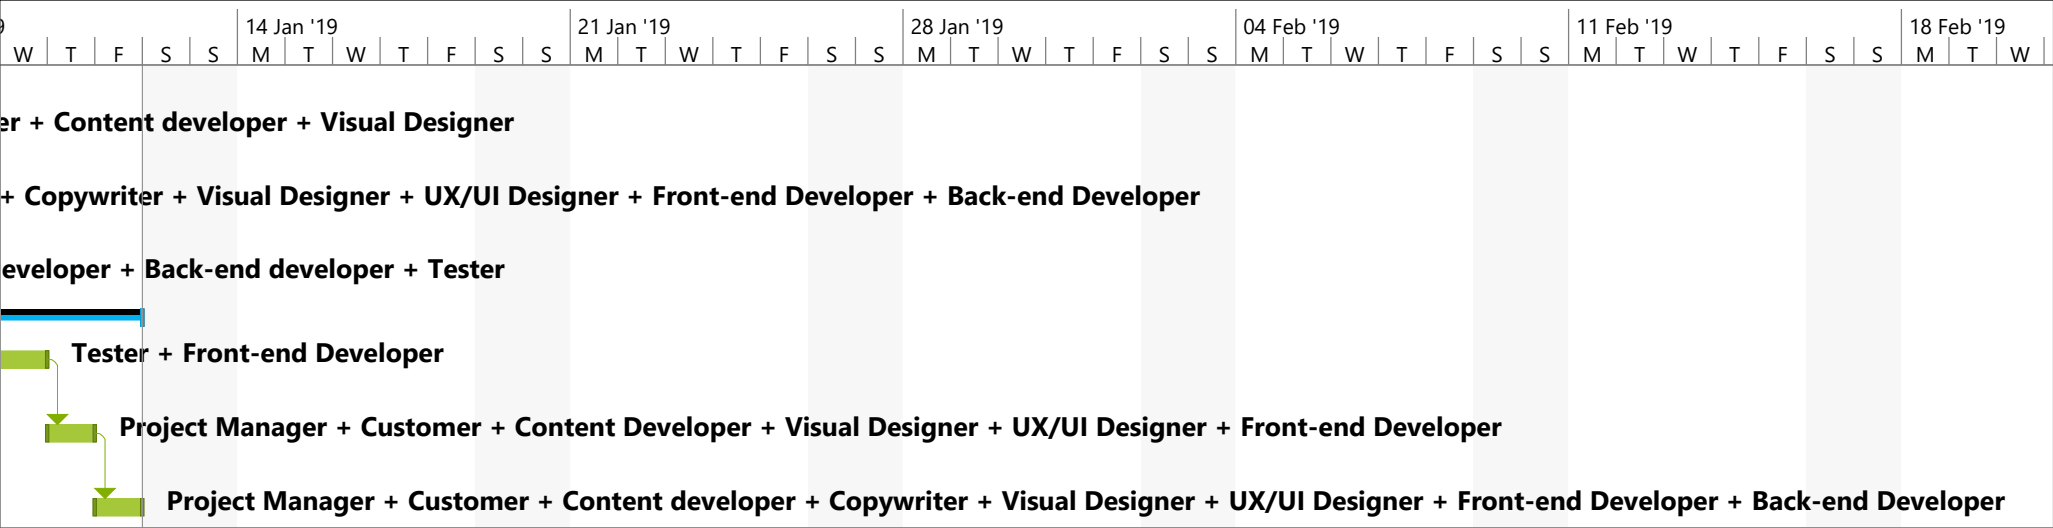 9 14 Jan '19 21 Jan '19 28 Jan '19 04 Feb '19 11 Feb '19 18 Feb '19
W T F S S M T W T F S S M T W T F S S M T W T F S S M T W T F S S M T W T F S S M T W
er + Content developer + Visual Designer
+ Copywriter + Visual Designer + UX/UI Designer + Front-end Developer + Back-end Developer
eveloper + Back-end developer + Tester
Tester + Front-end Developer
Project Manager + Customer + Content Developer + Visual Designer + UX/UI Designer + Front-end Developer
Project Manager + Customer + Content developer + Copywriter + Visual Designer + UX/UI Designer + Front-end Developer + Back-end Developer